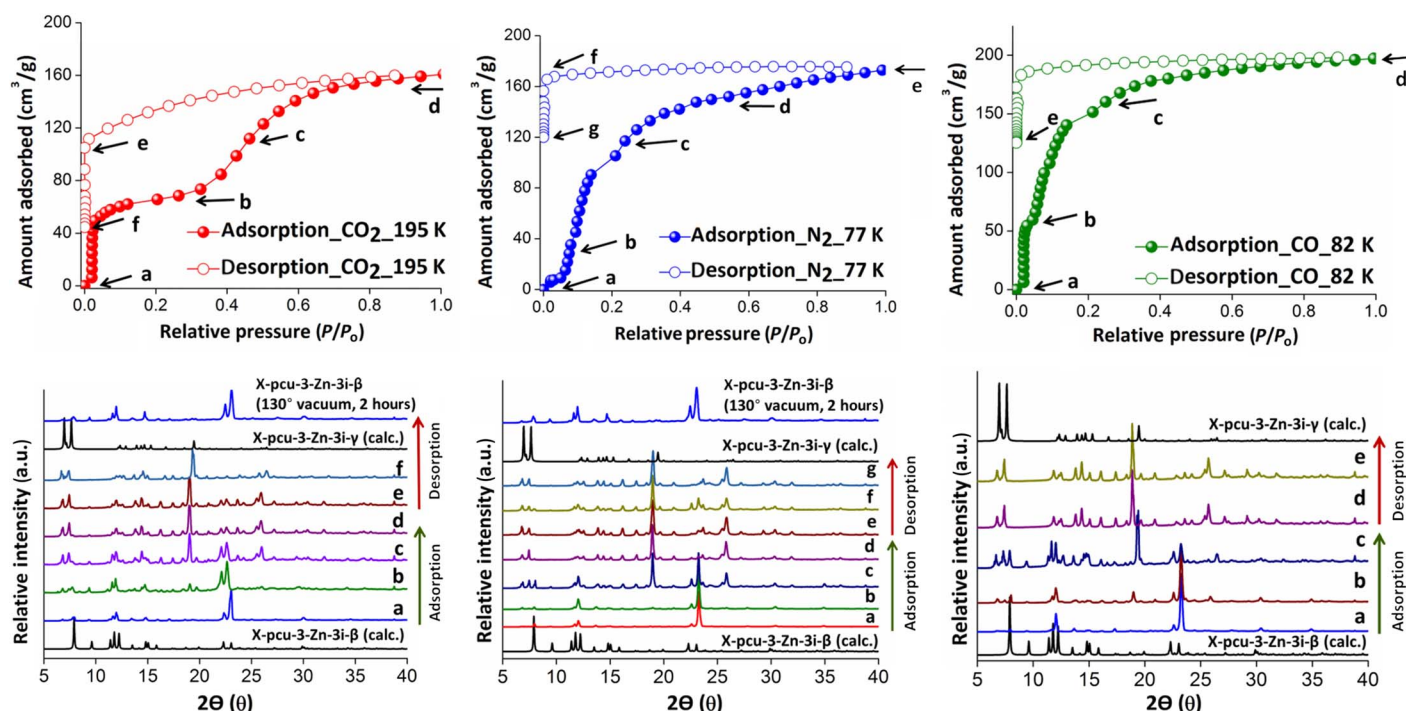 Amount adsorbed (cm³/g)
200
160
120
80
40
0
0.0 0.2 0.4 0.6 0.8 1.0
Relative pressure (P/Pₒ)
a
b
c
d
e
f
Adsorption_CO₂_195 K
Desorption_CO₂_195 K
Amount adsorbed (cm³/g)
200
160
120
80
40
0
0.0 0.2 0.4 0.6 0.8 1.0
Relative pressure (P/Pₒ)
a
b
c
d
e
f
g
Adsorption_N₂_77 K
Desorption_N₂_77 K
Amount adsorbed (cm³/g)
200
150
100
50
0
0.0 0.2 0.4 0.6 0.8 1.0
Relative pressure (P/Pₒ)
a
b
c
d
e
Adsorption_CO_82 K
Desorption_CO_82 K
Relative intensity (a.u.)
X-pcu-3-Zn-3i-β
(130° vacuum, 2 hours)
X-pcu-3-Zn-3i-γ (calc.)
f
e
d
c
b
a
X-pcu-3-Zn-3i-β (calc.)
Desorption
Adsorption
5 10 15 20 25 30 35 40
2Θ (θ)
Relative intensity (a.u.)
X-pcu-3-Zn-3i-β
(130° vacuum, 2 hours)
X-pcu-3-Zn-3i-γ (calc.)
g
f
e
d
c
b
a
X-pcu-3-Zn-3i-β (calc.)
Desorption
Adsorption
5 10 15 20 25 30 35 40
2Θ (θ)
Relative intensity (a.u.)
X-pcu-3-Zn-3i-γ (calc.)
e
d
c
b
a
X-pcu-3-Zn-3i-β (calc.)
Desorption
Adsorption
5 10 15 20 25 30 35 40
2Θ (θ)